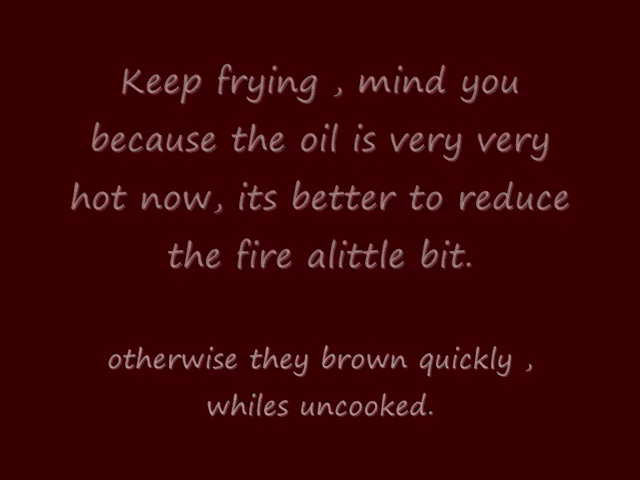 Keep frying , mind you
because the oil is very very
hot now, its better to reduce
the fire alittle bit.
otherwise they brown quickly ,
whiles uncooked.